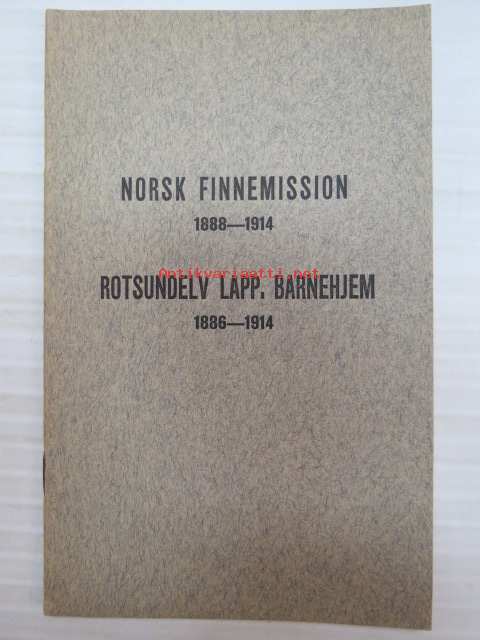 NORSK FINNEMISSION
1888—1914
Antikvariaatti.net
ROTSUNDELV LAPP. BARNEHJEM
1886—1914